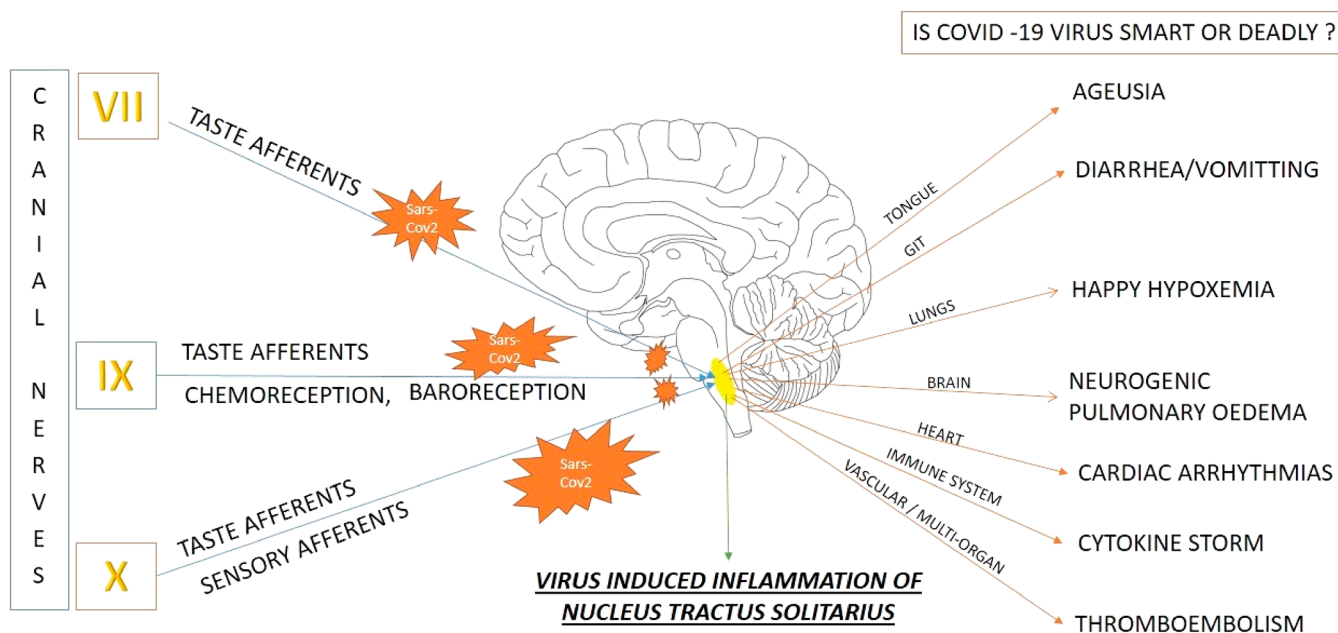 IS COVID -19 VIRUS SMART OR DEADLY ?
CRANIAL NERVES
VII
TASTE AFFERENTS
Sars-
Cov2
IX
TASTE AFFERENTS
CHEMORECEPTION, BARORECEPTION
Sars-
Cov2
X
TASTE AFFERENTS
SENSORY AFFERENTS
Sars-
Cov2
VIRUS INDUCED INFLAMMATION OF
NUCLEUS TRACTUS SOLITARIUS
TONGUE
AGEUSIA
GIT
DIARRHEA/VOMITTING
LUNGS
HAPPY HYPOXEMIA
BRAIN
NEUROGENIC
PULMONARY OEDEMA
HEART
CARDIAC ARRHYTHMIAS
IMMUNE SYSTEM
CYTOKINE STORM
VASCULAR / MULTI-ORGAN
THROMBOEMBOLISM